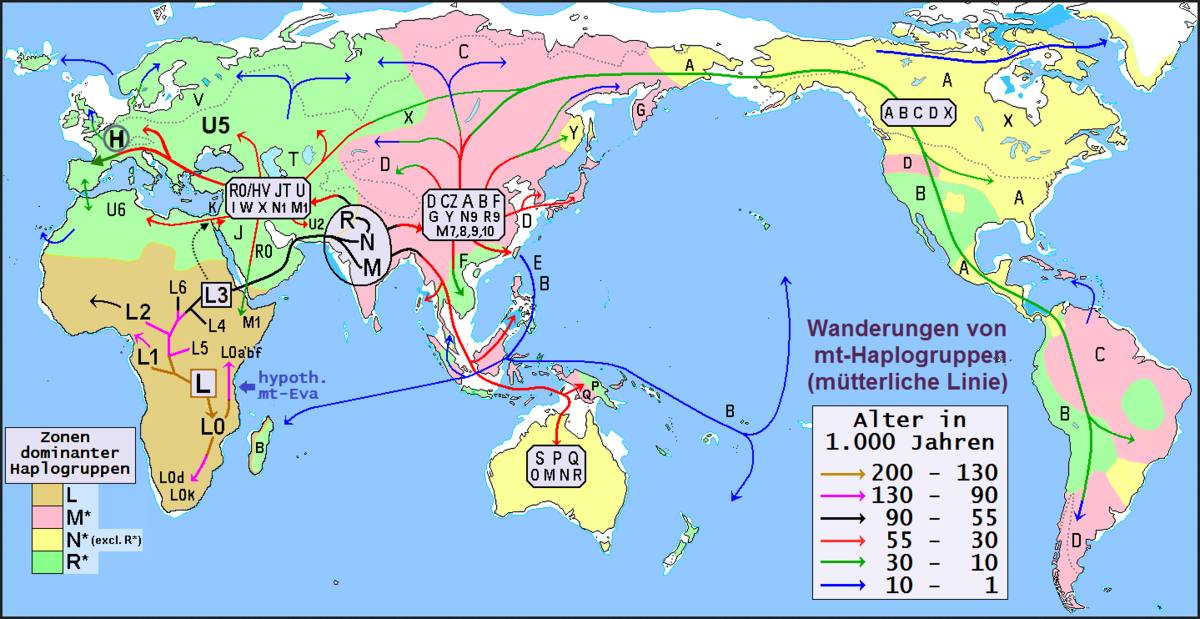 C
A
A
V
H
U5
X
G
Y
A B C D X
X
T
D
D
R0/HV JT U
I W X N1 M1
D CZ A B F
G Y N9 R9
M7,8,9,10
A
B
K
U6
U2
R
D
J
N
R0
M
F
E
A
L6
L3
B
L2
L4
M1
Wanderungen von
mt-Haplogruppen
(mütterliche Linie)
L1
L5
L0abf
C
L
hypoth.
mt-Eva
P
Q
B
B
Alter in
1.000 Jahren
L0
B
200 - 130
130 - 90
90 - 55
55 - 30
30 - 10
10 - 1
S P Q
O M N R
L0d
L0k
D
Zonen
dominanter
Haplogruppen
L
M*
N* (excl. R*)
R*